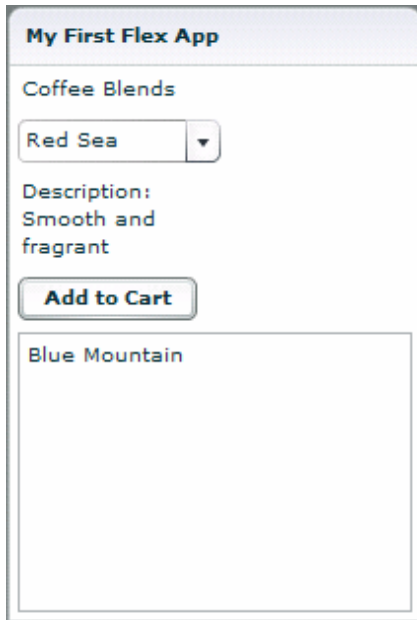 My First Flex App
Coffee Blends
Red Sea
Description:
Smooth and
fragrant
Add to Cart
Blue Mountain